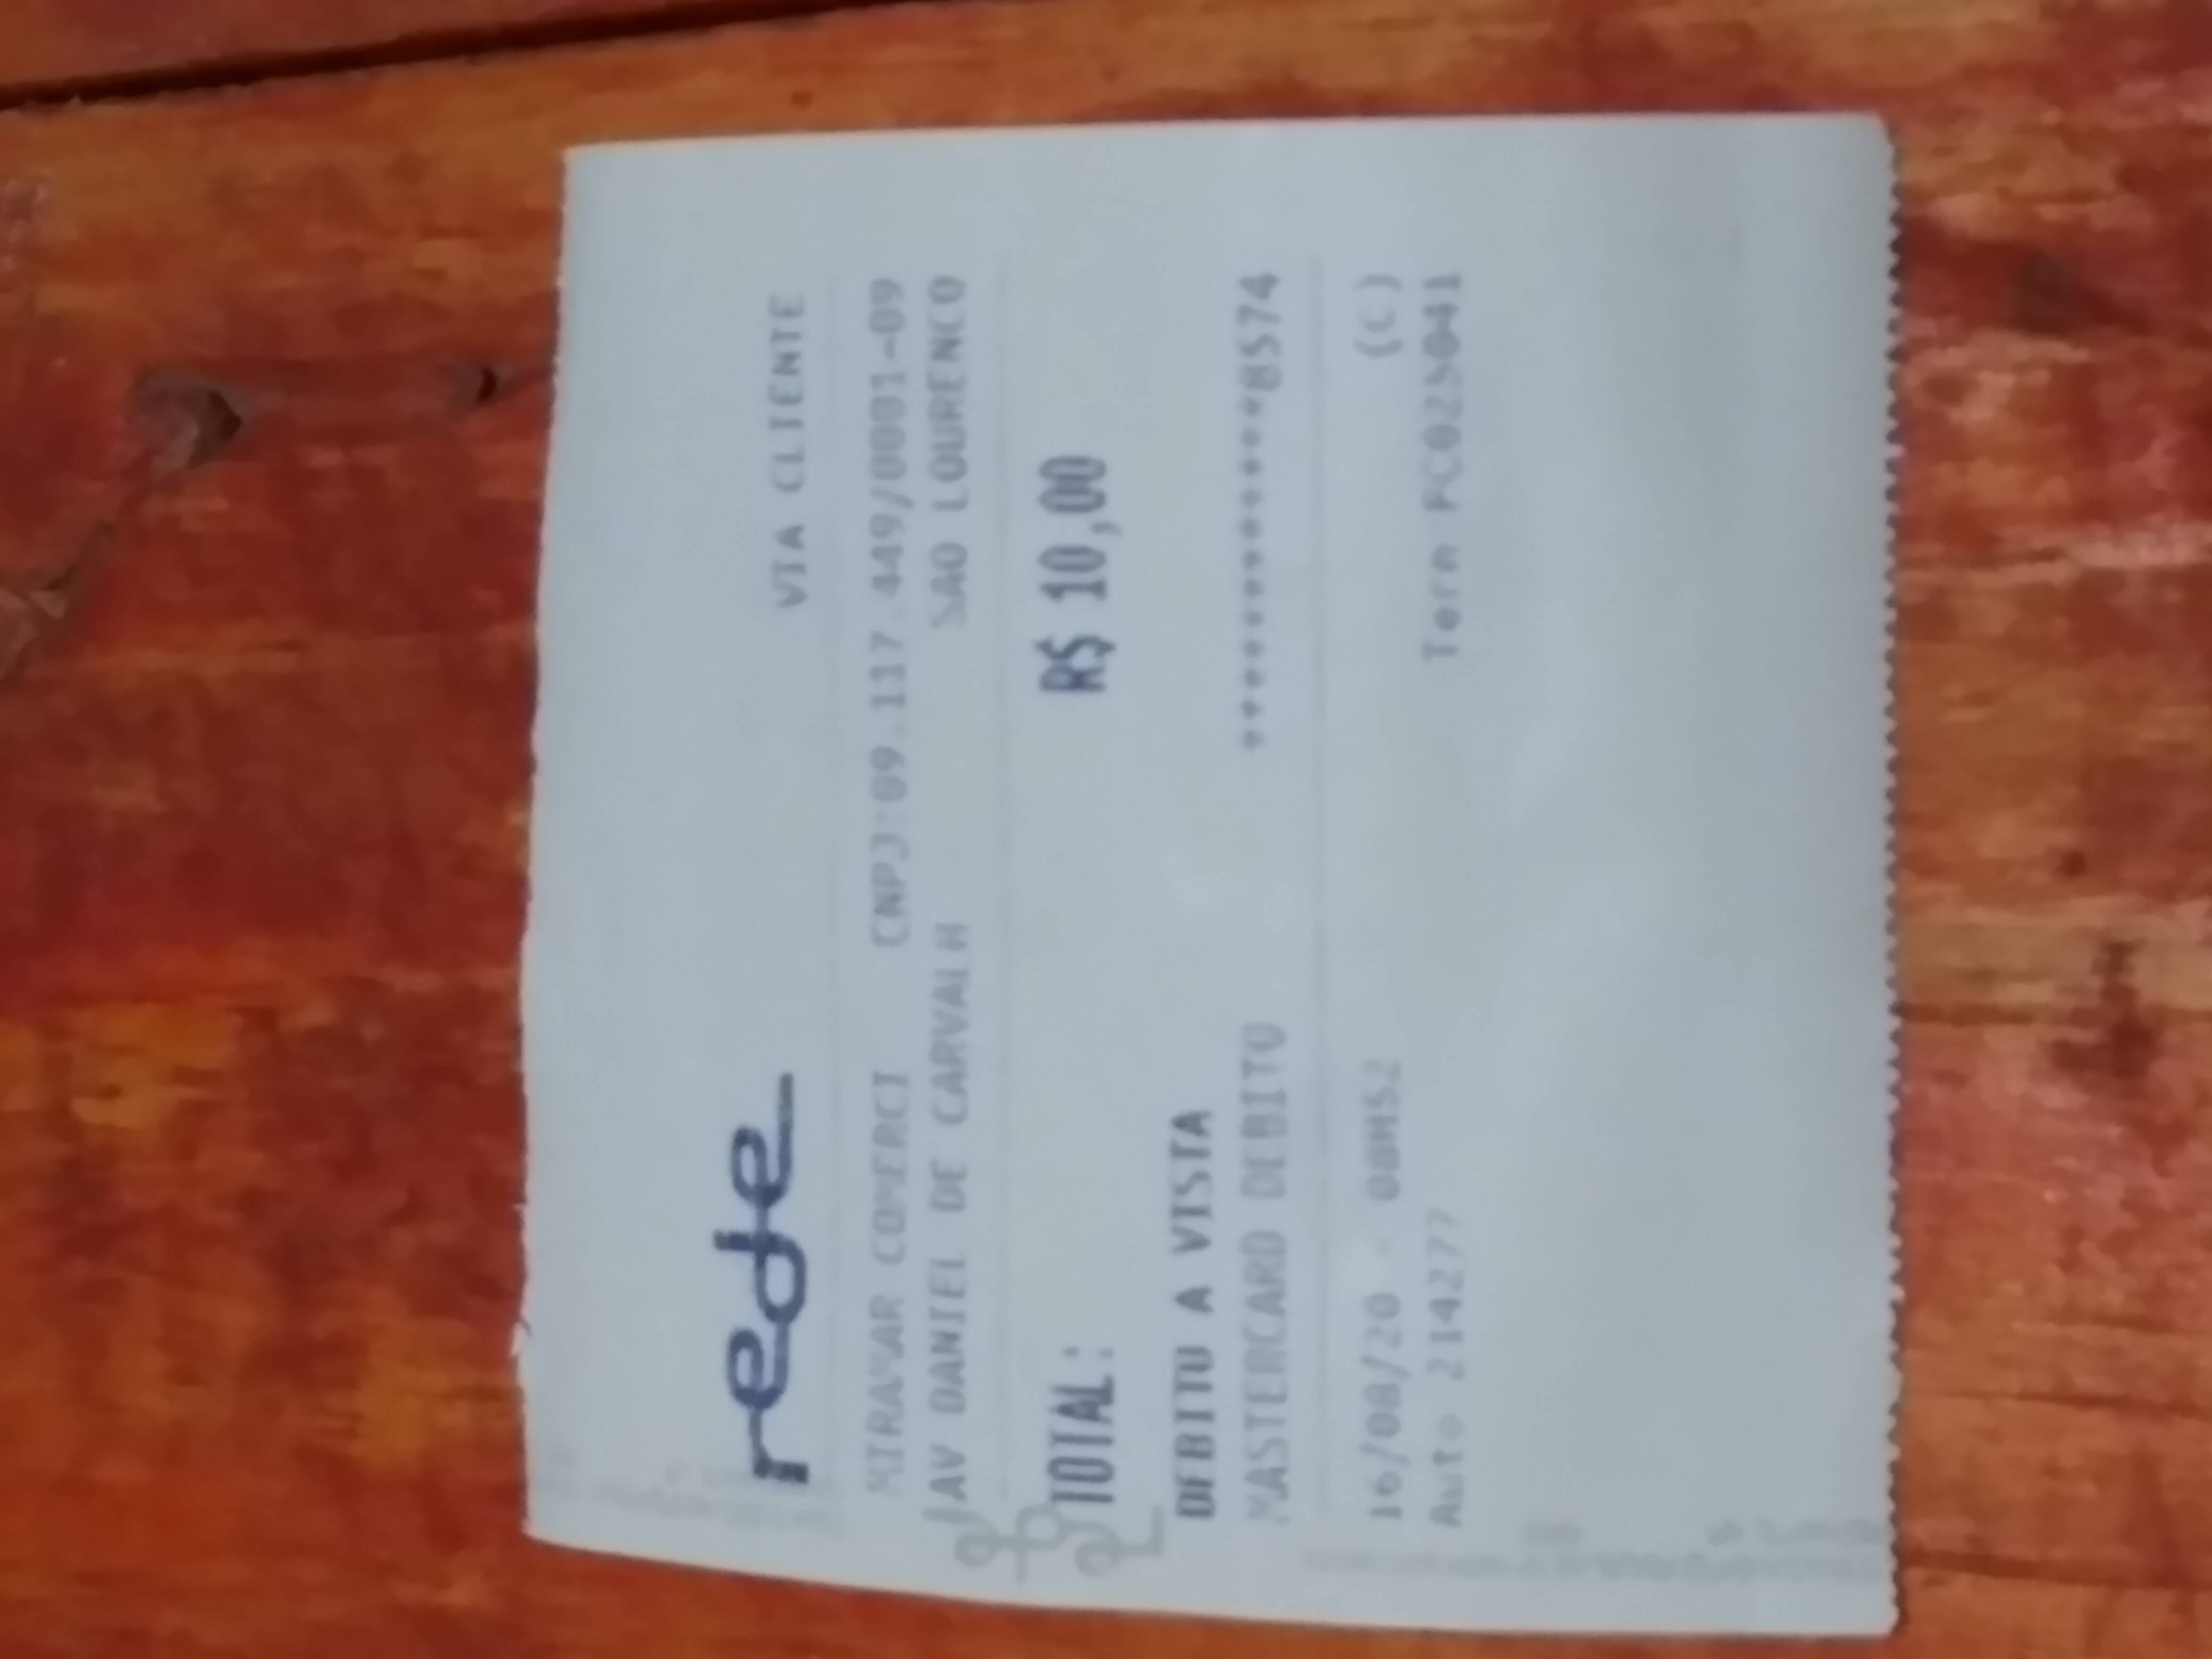 rede
VIA CLIENTE
MIRAMAR COMERCI CNPJ:09.117.449/0001-09
AV DANIEL DE CARVALH SAO LOURENCO
TOTAL: R$ 10,00
DEBITO A VISTA
MASTERCARD DEBITO ************8574
16/08/20 - 08H52 (C)
Auto 214277 Term PC025041